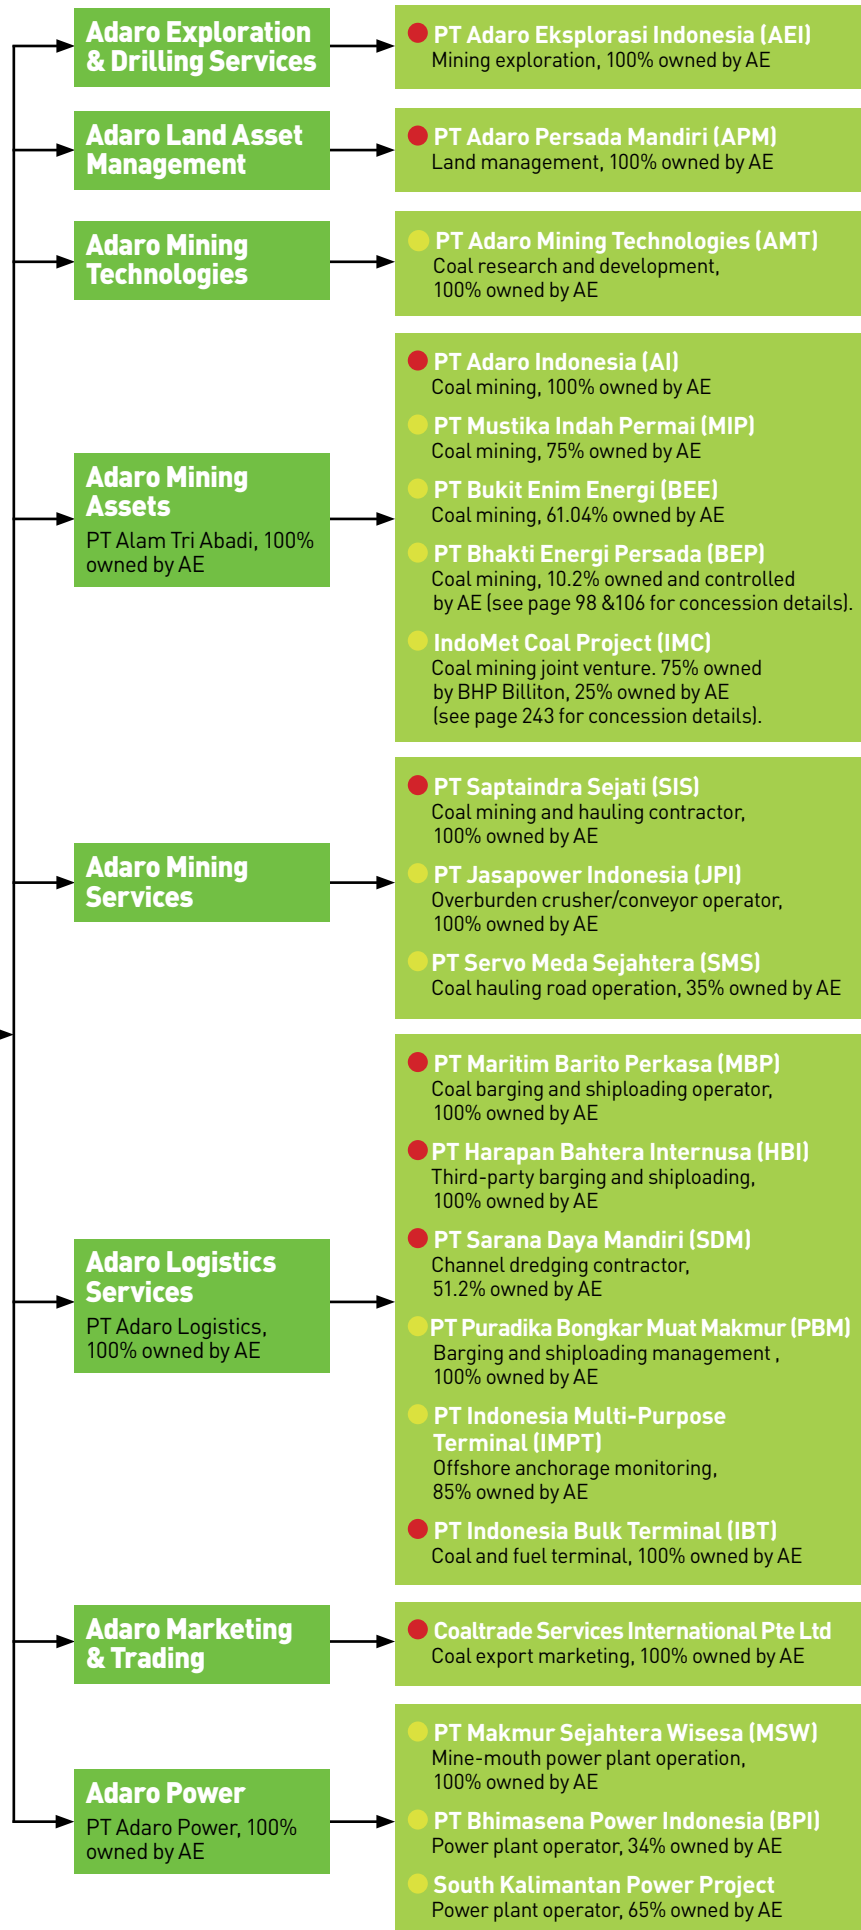 Adaro Exploration
& Drilling Services
PT Adaro Eksplorasi Indonesia (AEI)
Mining exploration, 100% owned by AE
Adaro Land Asset
Management
PT Adaro Persada Mandiri (APM)
Land management, 100% owned by AE
Adaro Mining
Technologies
PT Adaro Mining Technologies (AMT)
Coal research and development,
100% owned by AE
Adaro Mining
Assets
PT Alam Tri Abadi, 100%
owned by AE
PT Adaro Indonesia (AI)
Coal mining, 100% owned by AE
PT Mustika Indah Permai (MIP)
Coal mining, 75% owned by AE
PT Bukit Enim Energi (BEE)
Coal mining, 61.04% owned by AE
PT Bhakti Energi Persada (BEP)
Coal mining, 10.2% owned and controlled
by AE (see page 98 &106 for concession details).
IndoMet Coal Project (IMC)
Coal mining joint venture. 75% owned
by BHP Billiton, 25% owned by AE
(see page 243 for concession details).
Adaro Mining
Services
PT Saptaindra Sejati (SIS)
Coal mining and hauling contractor,
100% owned by AE
PT Jasapower Indonesia (JPI)
Overburden crusher/conveyor operator,
100% owned by AE
PT Servo Meda Sejahtera (SMS)
Coal hauling road operation, 35% owned by AE
Adaro Logistics
Services
PT Adaro Logistics,
100% owned by AE
PT Maritim Barito Perkasa (MBP)
Coal barging and shiploading operator,
100% owned by AE
PT Harapan Bahtera Internusa (HBI)
Third-party barging and shiploading,
100% owned by AE
PT Sarana Daya Mandiri (SDM)
Channel dredging contractor,
51.2% owned by AE
PT Puradika Bongkar Muat Makmur (PBM)
Barging and shiploading management ,
100% owned by AE
PT Indonesia Multi-Purpose
Terminal (IMPT)
Offshore anchorage monitoring,
85% owned by AE
PT Indonesia Bulk Terminal (IBT)
Coal and fuel terminal, 100% owned by AE
Adaro Marketing
& Trading
Coaltrade Services International Pte Ltd
Coal export marketing, 100% owned by AE
Adaro Power
PT Adaro Power, 100%
owned by AE
PT Makmur Sejahtera Wisesa (MSW)
Mine-mouth power plant operation,
100% owned by AE
PT Bhimasena Power Indonesia (BPI)
Power plant operator, 34% owned by AE
South Kalimantan Power Project
Power plant operator, 65% owned by AE